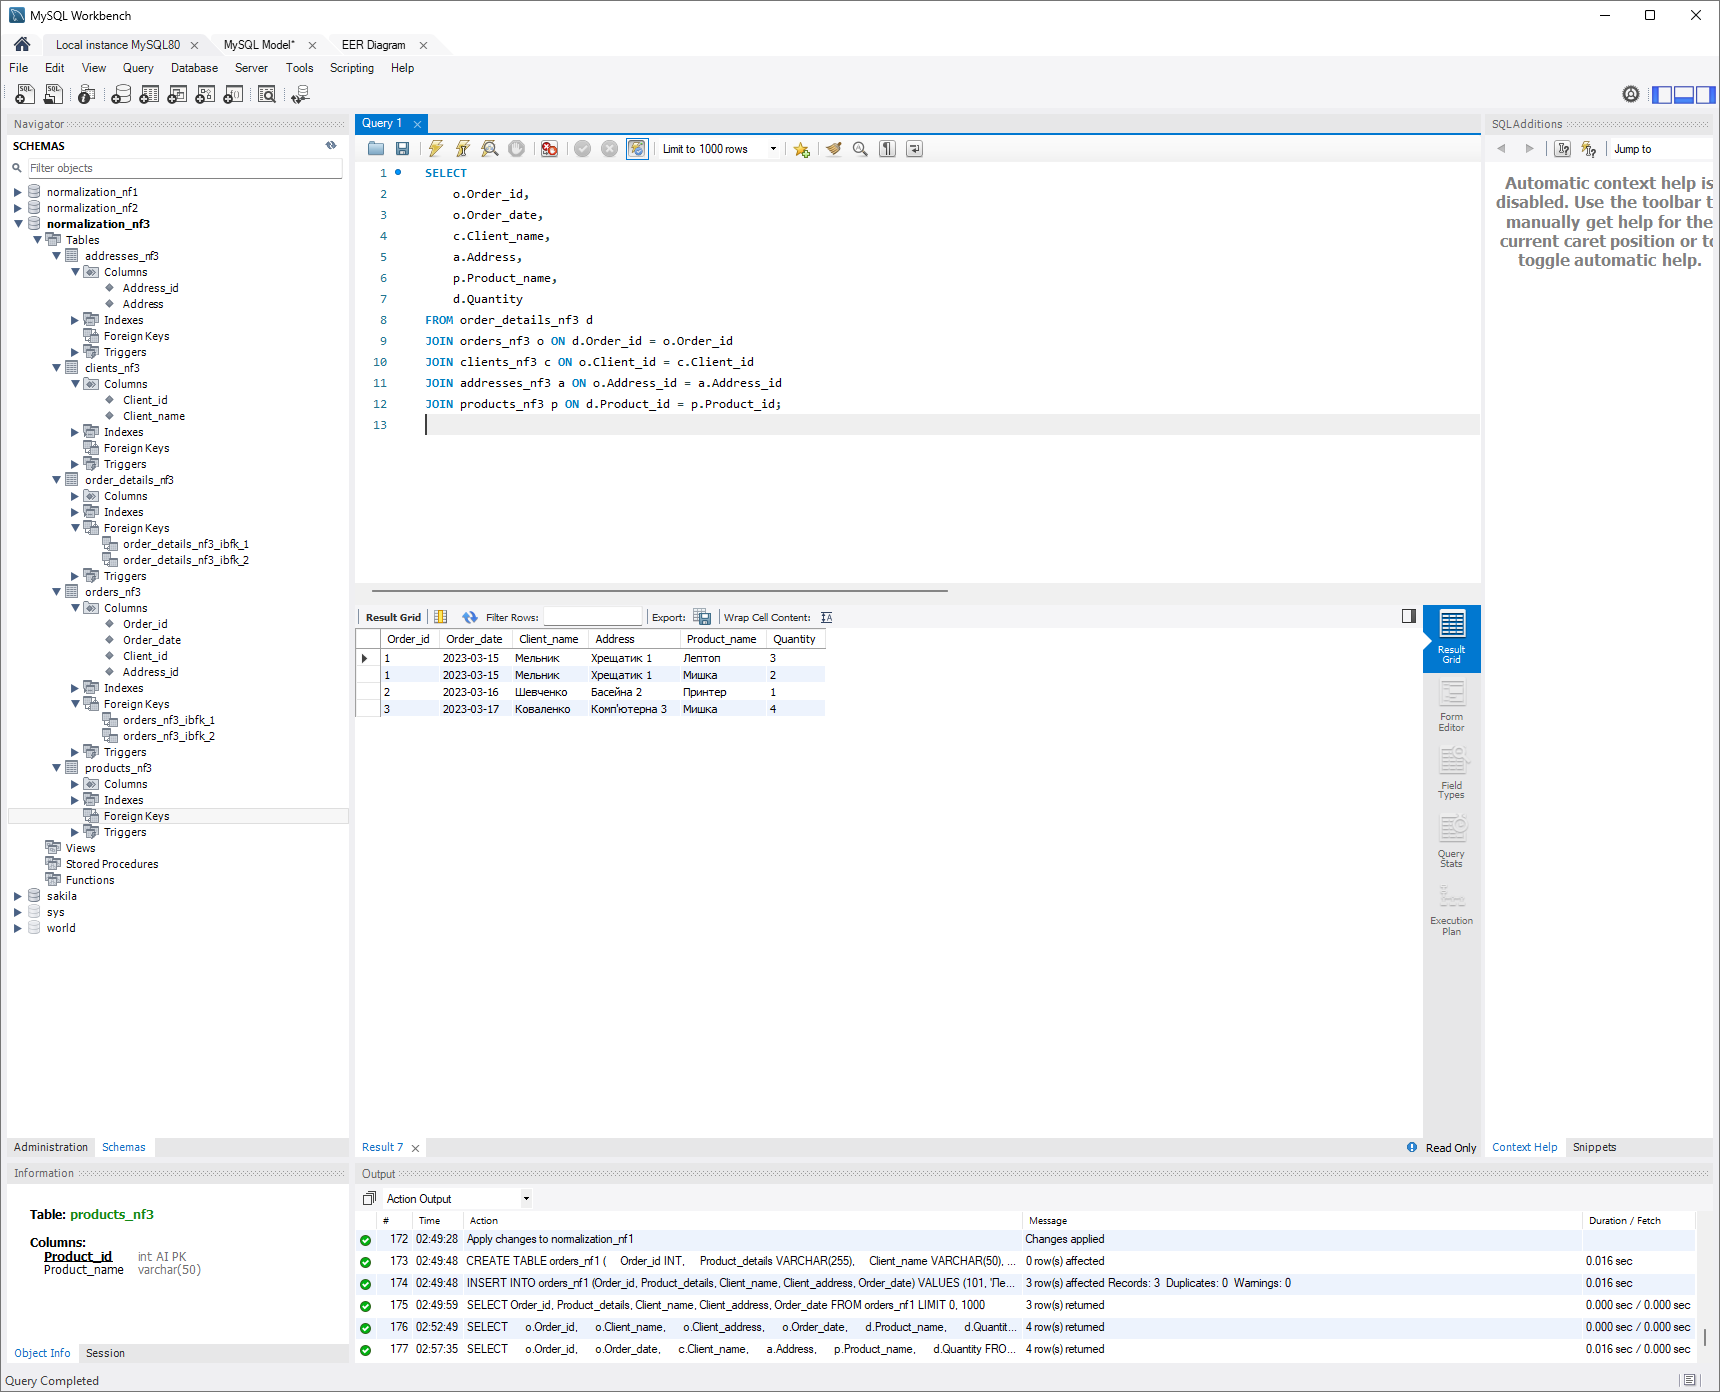 MySQL Workbench
Local instance MySQL80
MySQL Model*
EER Diagram
File Edit View Query Database Server Tools Scripting Help
Navigator
SCHEMAS
Filter objects
normalization_nf1
normalization_nf2
normalization_nf3
Tables
addresses_nf3
Columns
Address_id
Address
Indexes
Foreign Keys
Triggers
clients_nf3
Columns
Client_id
Client_name
Indexes
Foreign Keys
Triggers
order_details_nf3
Columns
Indexes
Foreign Keys
order_details_nf3_ibfk_1
order_details_nf3_ibfk_2
Triggers
orders_nf3
Columns
Order_id
Order_date
Client_id
Address_id
Indexes
Foreign Keys
orders_nf3_ibfk_1
orders_nf3_ibfk_2
Triggers
products_nf3
Columns
Indexes
Foreign Keys
Triggers
Views
Stored Procedures
Functions
sakila
sys
world
Administration Schemas
Information
Table: products_nf3
Columns:
Product_id int AI PK
Product_name varchar(50)
Object Info Session
Query Completed
Query 1
Limit to 1000 rows
1 SELECT
2 o.Order_id,
3 o.Order_date,
4 c.Client_name,
5 a.Address,
6 p.Product_name,
7 d.Quantity
8 FROM order_details_nf3 d
9 JOIN orders_nf3 o ON d.Order_id = o.Order_id
10 JOIN clients_nf3 c ON o.Client_id = c.Client_id
11 JOIN addresses_nf3 a ON o.Address_id = a.Address_id
12 JOIN products_nf3 p ON d.Product_id = p.Product_id;
13
Result Grid Filter Rows: Export: Wrap Cell Content:
Order_id Order_date Client_name Address Product_name Quantity
1 2023-03-15 Мельник Хрещатик 1 Лептоп 3
1 2023-03-15 Мельник Хрещатик 1 Мишка 2
2 2023-03-16 Шевченко Басейна 2 Принтер 1
3 2023-03-17 Коваленко Комп'ютерна 3 Мишка 4
Result
Grid
Form
Editor
Field
Types
Query
Stats
Execution
Plan
Result 7
Read Only
SQLAdditions
Jump to
Automatic context help is
disabled. Use the toolbar t
manually get help for the
current caret position or to
toggle automatic help.
Context Help Snippets
Output
Action Output
# Time Action Message Duration / Fetch
172 02:49:28 Apply changes to normalization_nf1 Changes applied
173 02:49:48 CREATE TABLE orders_nf1 ( Order_id INT, Product_details VARCHAR(255), Client_name VARCHAR(50), ... 0 row(s) affected 0.016 sec
174 02:49:48 INSERT INTO orders_nf1 (Order_id, Product_details, Client_name, Client_address, Order_date) VALUES (101, 'Ле... 3 row(s) affected Records: 3 Duplicates: 0 Warnings: 0 0.016 sec
175 02:49:59 SELECT Order_id, Product_details, Client_name, Client_address, Order_date FROM orders_nf1 LIMIT 0, 1000 3 row(s) returned 0.000 sec / 0.000 sec
176 02:52:49 SELECT o.Order_id, o.Client_name, o.Client_address, o.Order_date, d.Product_name, d.Quantit... 4 row(s) returned 0.000 sec / 0.000 sec
177 02:57:35 SELECT o.Order_id, o.Order_date, c.Client_name, a.Address, p.Product_name, d.Quantity FRO... 4 row(s) returned 0.016 sec / 0.000 sec